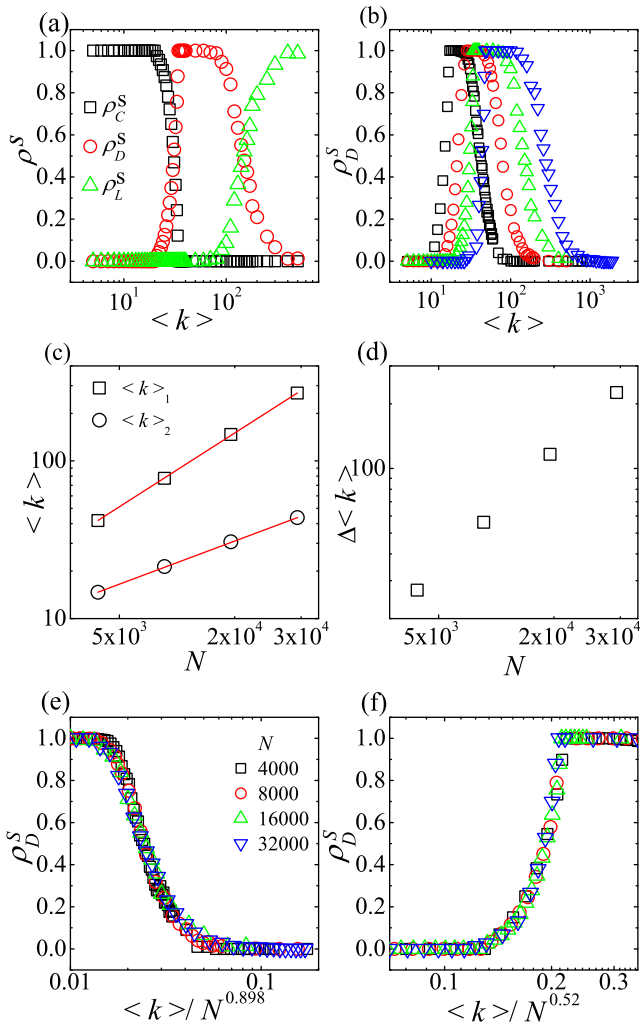 (a)
1.0
0.8
0.6
0.4
0.2
0.0
ρ^S
ρ_C^S
ρ_D^S
ρ_L^S
10^1
10^2
< k >
(b)
1.0
0.8
0.6
0.4
0.2
0.0
ρ_D^S
10^1
10^2
10^3
< k >
(c)
100
10
< k >
< k >_1
< k >_2
5x10^3
2x10^4
3x10^4
N
(d)
100
Δ< k >
5x10^3
2x10^4
3x10^4
N
(e)
1.0
0.8
0.6
0.4
0.2
0.0
ρ_D^S
N
4000
8000
16000
32000
0.01
0.1
< k >/ N^0.898
(f)
1.0
0.8
0.6
0.4
0.2
0.0
ρ_D^S
0.1
0.2
0.3
< k >/ N^0.52